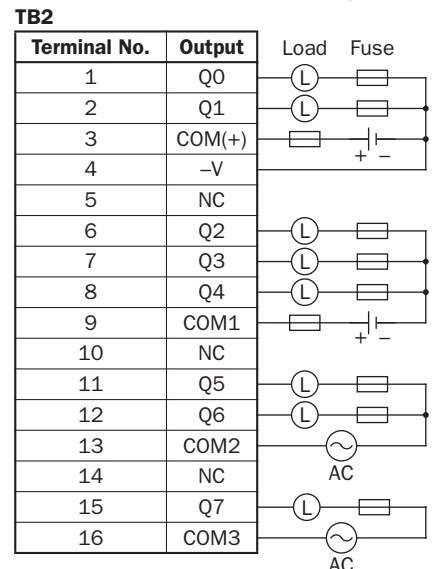 TB2
Terminal No. Output Load Fuse
1 Q0 L
2 Q1 L
3 COM(+) + −
4 –V
5 NC
6 Q2 L
7 Q3 L
8 Q4 L
9 COM1 + −
10 NC
11 Q5 L
12 Q6 L
13 COM2
AC
14 NC
15 Q7 L
16 COM3
AC